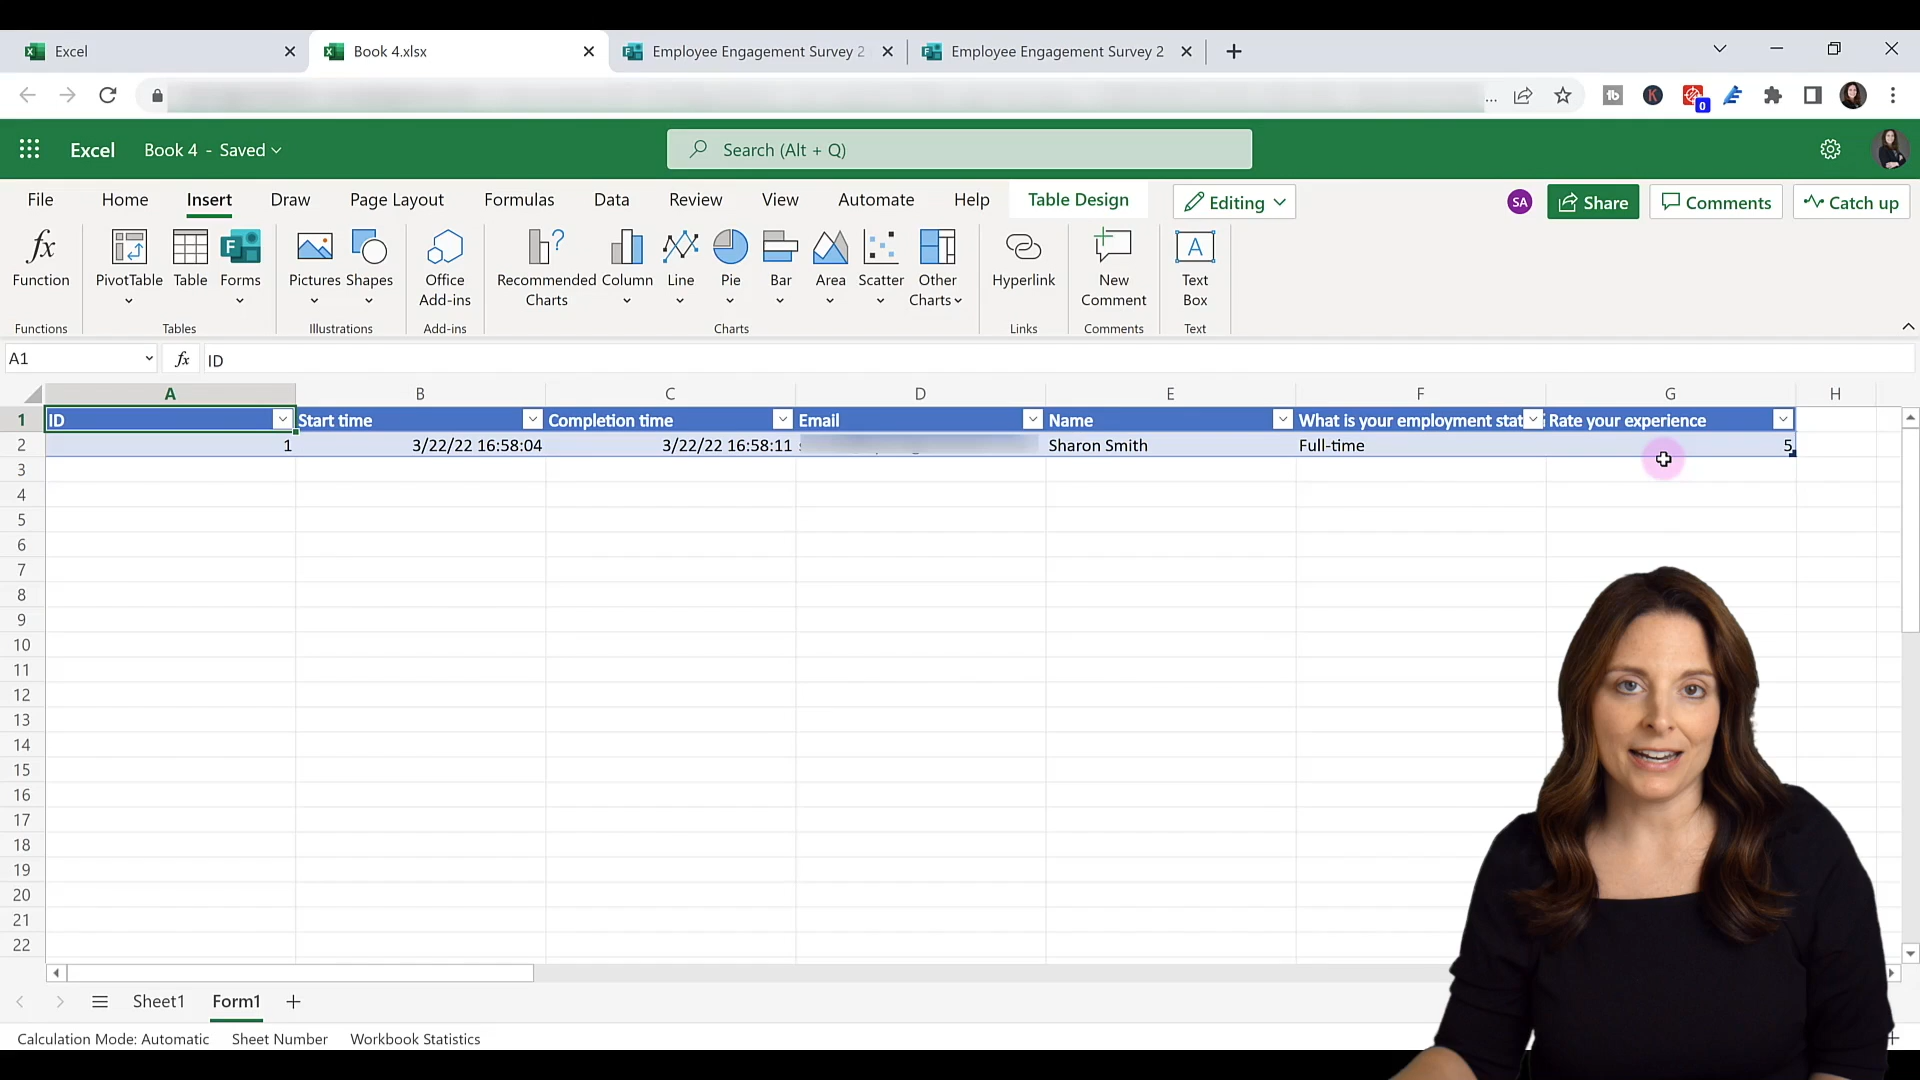 Excel
Book 4.xlsx
Employee Engagement Survey 2
Employee Engagement Survey 2
...
0
Excel
Book 4 - Saved
Search (Alt + Q)
File
Home
Insert
Draw
Page Layout
Formulas
Data
Review
View
Automate
Help
Table Design
Editing
SA
Share
Comments
Catch up
Function
PivotTable
Table
Forms
Pictures
Shapes
Office
Add-ins
Recommended
Charts
Column
Line
Pie
Bar
Area
Scatter
Other
Charts
Hyperlink
New
Comment
Text
Box
Functions
Tables
Illustrations
Add-ins
Charts
Links
Comments
Text
A1
fx
ID
A B C D E F G H
1 ID Start time Completion time Email Name What is your employment stat Rate your experience
2 1 3/22/22 16:58:04 3/22/22 16:58:11 Sharon Smith Full-time 5
3
4
5
6
7
8
9
10
11
12
13
14
15
16
17
18
19
20
21
22
Sheet1
Form1
Calculation Mode: Automatic
Sheet Number
Workbook Statistics